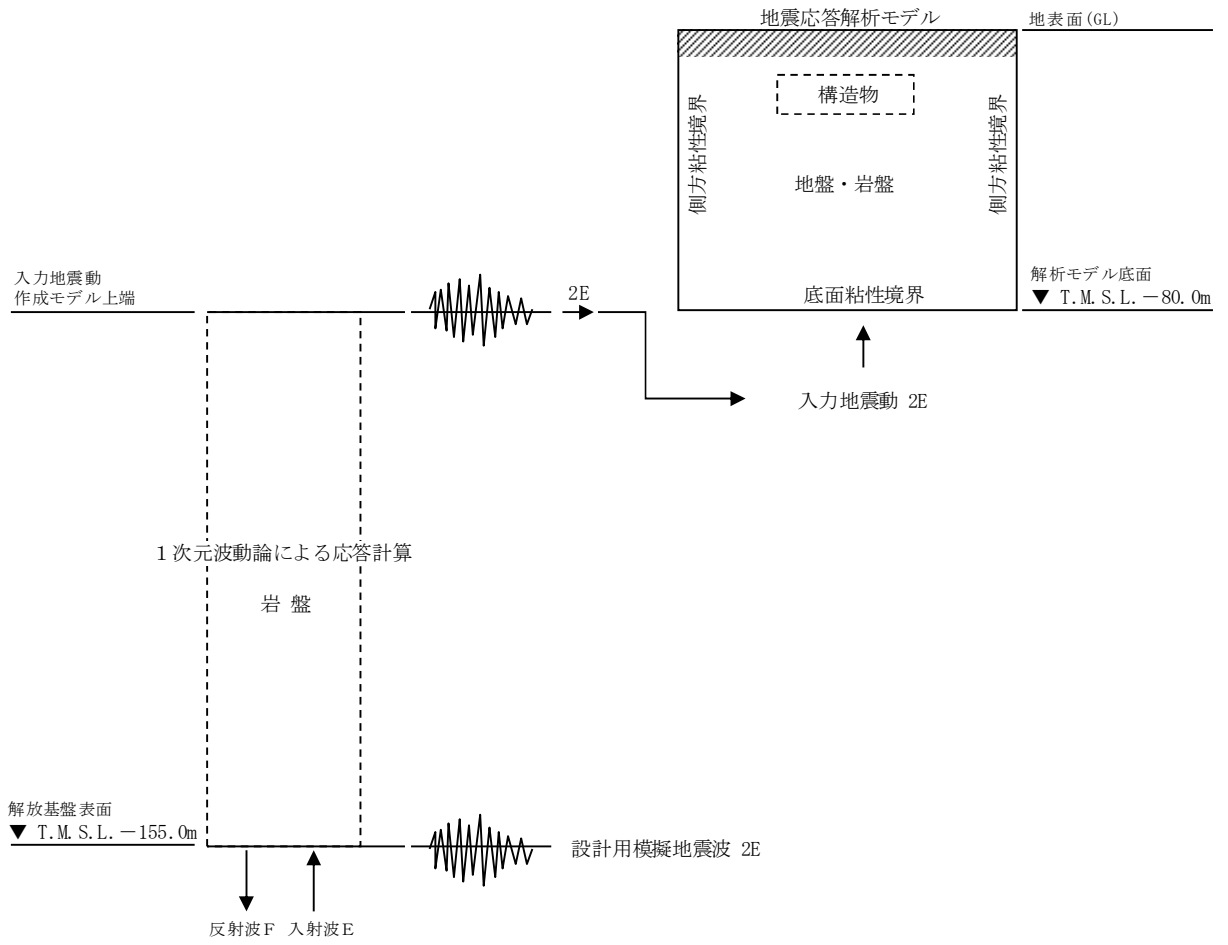 地震応答解析モデル
地表面(GL)
構造物
側方粘性境界
側方粘性境界
地盤・岩盤
底面粘性境界
解析モデル底面
▼ T.M.S.L.－80.0m
入力地震動
作成モデル上端
2E
入力地震動 2E
1次元波動論による応答計算
岩 盤
解放基盤表面
▼ T.M.S.L.－155.0m
設計用模擬地震波 2E
反射波F 入射波E